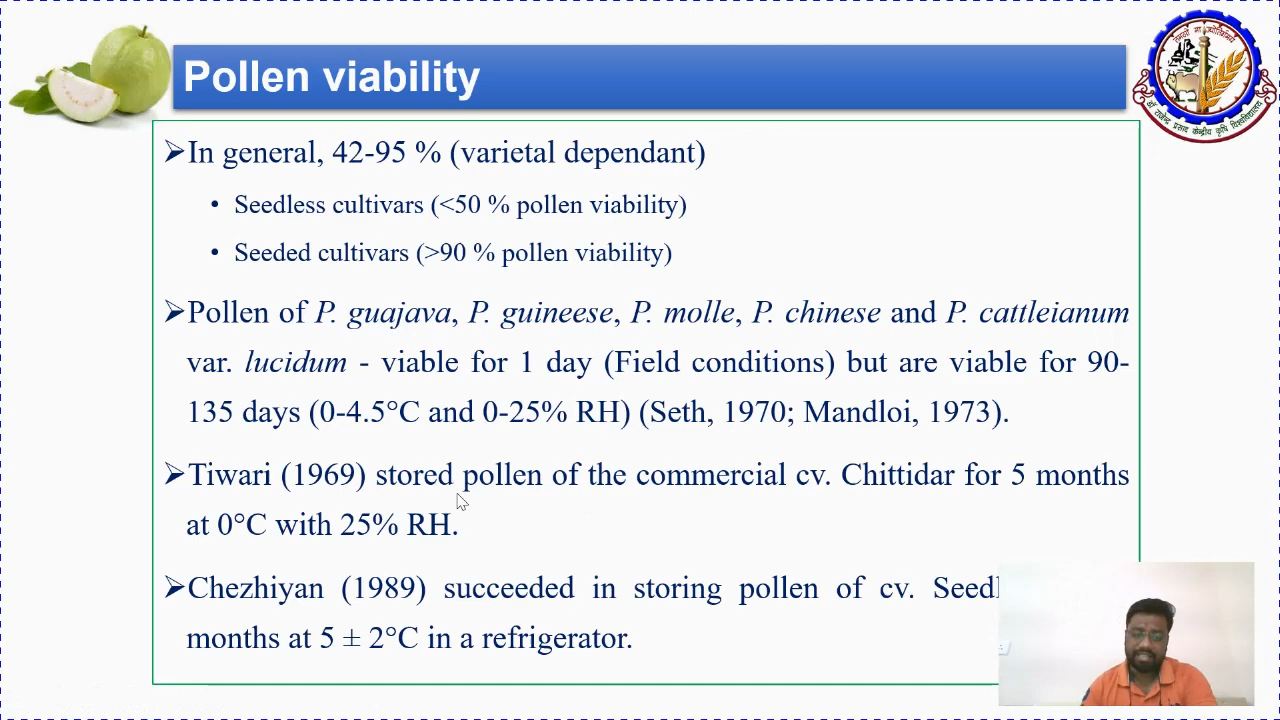 Pollen viability
➢In general, 42-95 % (varietal dependant)
• Seedless cultivars (<50 % pollen viability)
• Seeded cultivars (>90 % pollen viability)
➢Pollen of P. guajava, P. guineese, P. molle, P. chinese and P. cattleianum
var. lucidum - viable for 1 day (Field conditions) but are viable for 90-
135 days (0-4.5°C and 0-25% RH) (Seth, 1970; Mandloi, 1973).
➢Tiwari (1969) stored pollen of the commercial cv. Chittidar for 5 months
at 0°C with 25% RH.
➢Chezhiyan (1989) succeeded in storing pollen of cv.
months at 5 ± 2°C in a refrigerator.